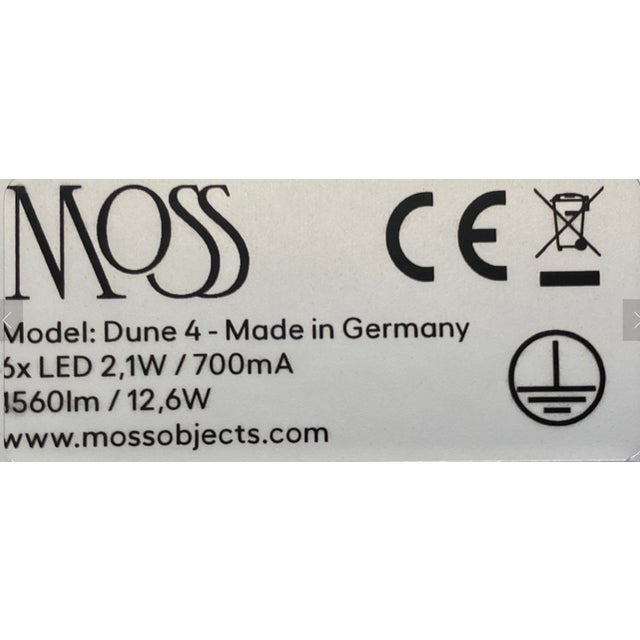 MOSS
CE
Model: Dune 4 - Made in Germany
6x LED 2,1W / 700mA
1560lm / 12,6W
www.mossobjects.com